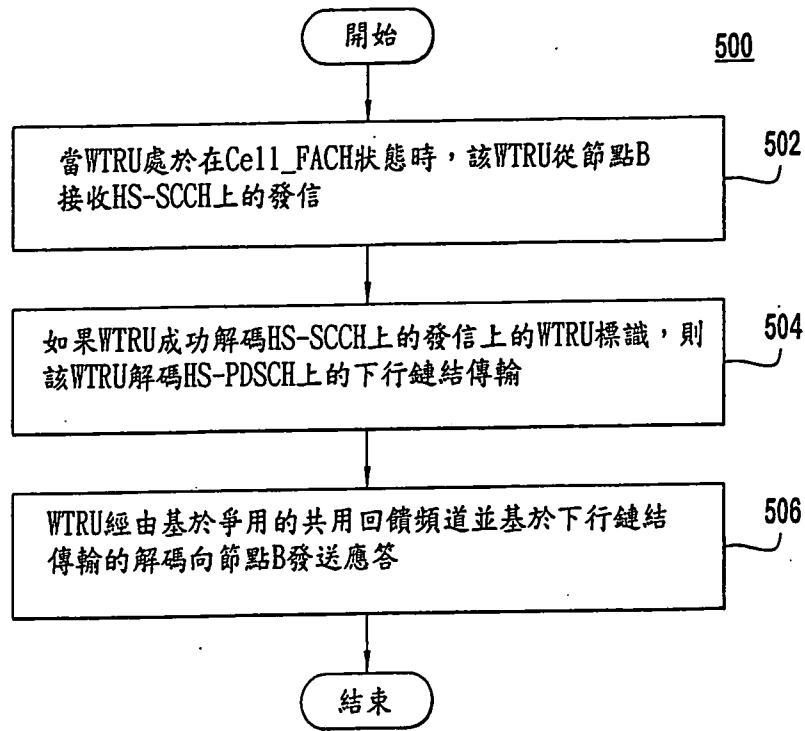 開始
500
當WTRU處於在Cell_FACH狀態時，該WTRU從節點B
接收HS-SCCH上的發信
502
如果WTRU成功解碼HS-SCCH上的發信上的WTRU標識，則
該WTRU解碼HS-PDSCH上的下行鏈結傳輸
504
WTRU經由基於爭用的共用回饋頻道並基於下行鏈結
傳輸的解碼向節點B發送應答
506
結束